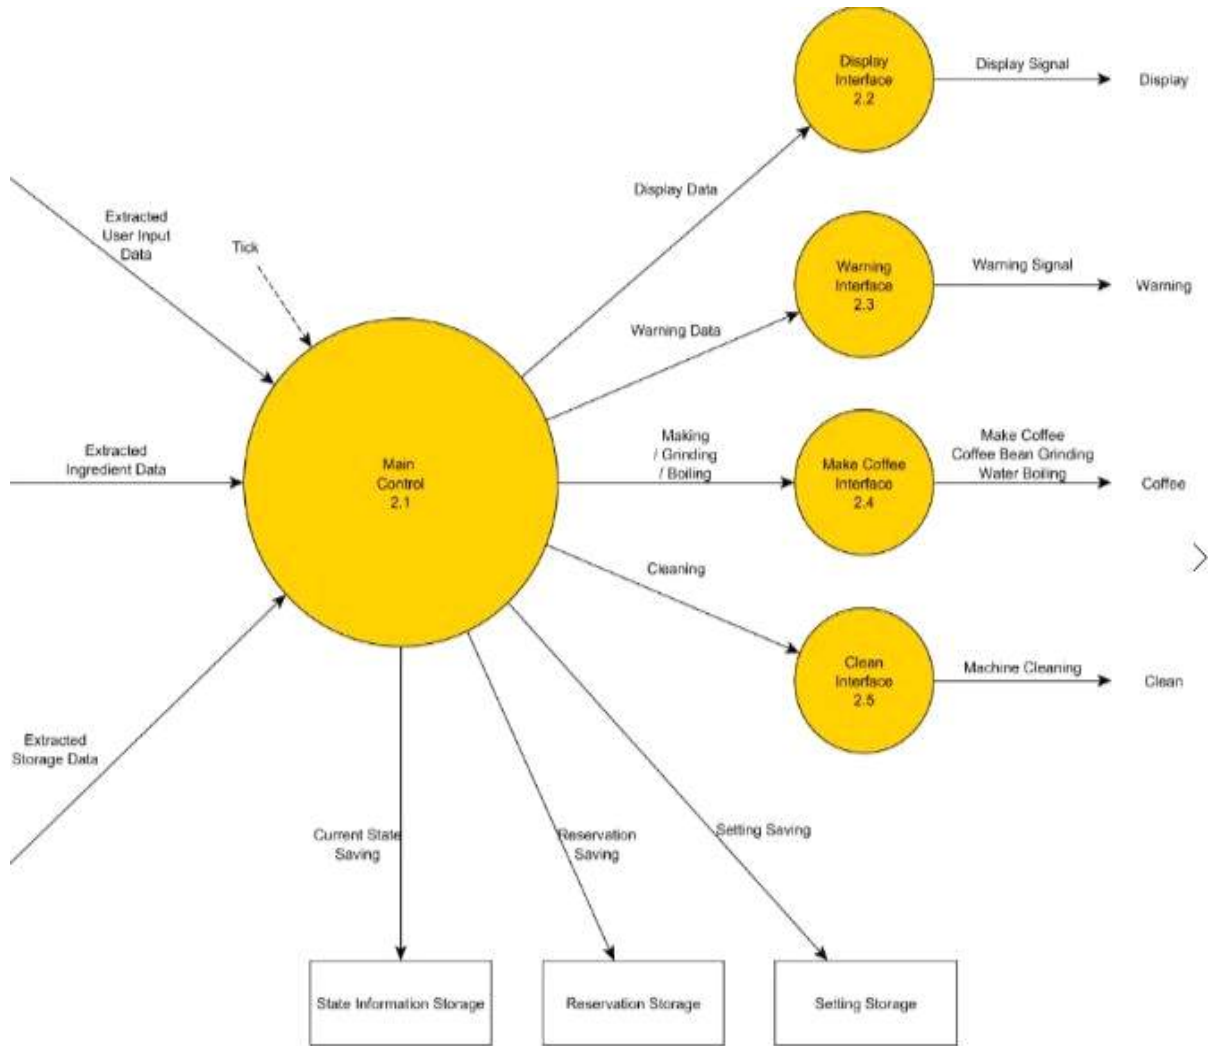 Display
Interface
2.2
Display Signal
Display
Display Data
Extracted
User Input
Data
Tick
Warning
Interface
2.3
Warning Signal
Warning
Warning Data
Extracted
Ingredient Data
Main
Control
2.1
Making
/ Grinding
/ Boiling
Make Coffee
Interface
2.4
Make Coffee
Coffee Bean Grinding
Water Boiling
Coffee
Cleaning
Clean
Interface
2.5
Machine Cleaning
Clean
Extracted
Storage Data
Current State
Saving
Reservation
Saving
Setting Saving
State Information Storage
Reservation Storage
Setting Storage